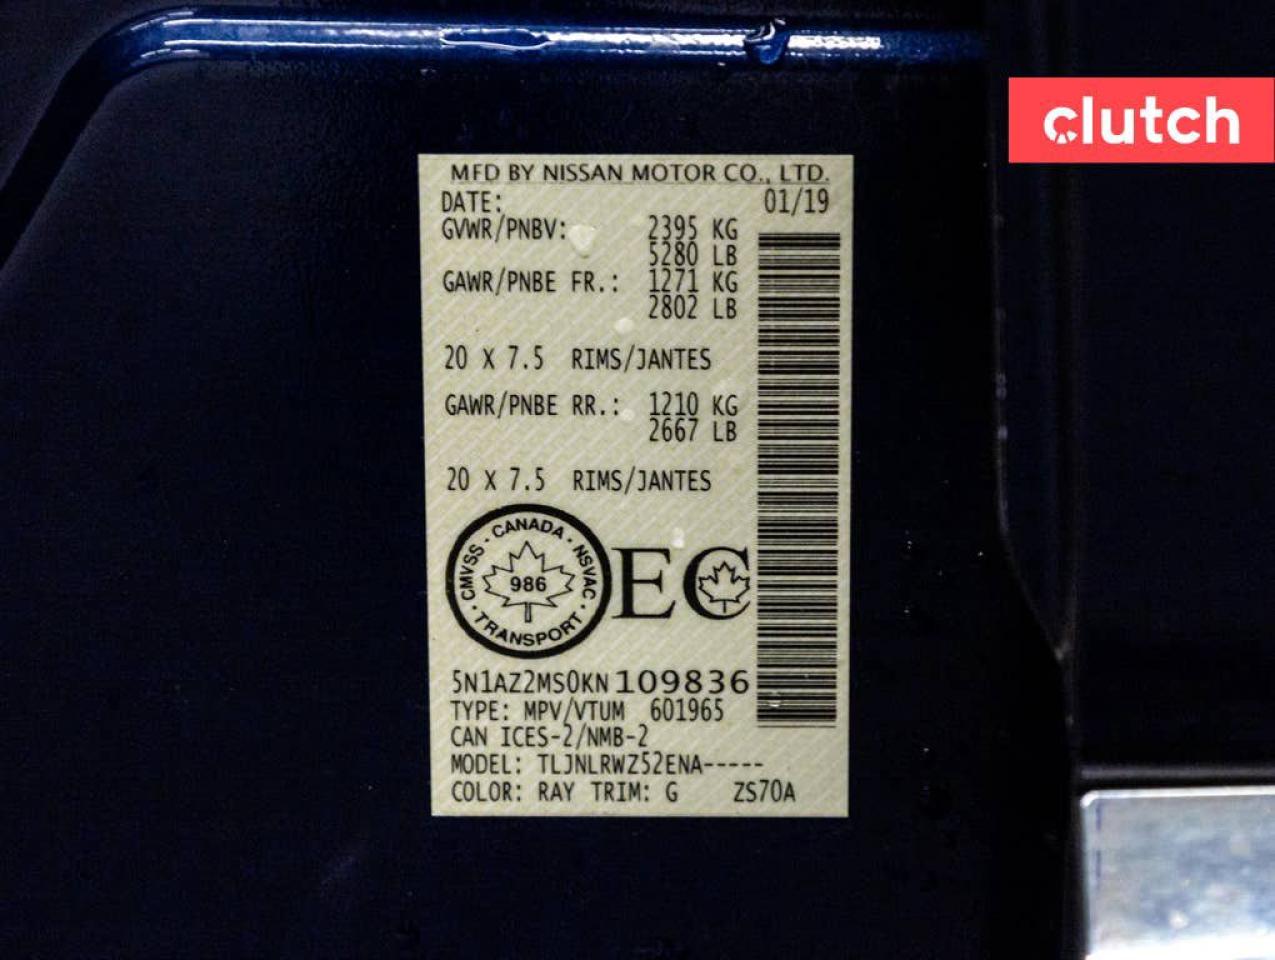 clutch
MFD BY NISSAN MOTOR CO., LTD.
DATE: 01/19
GVWR/PNBV: 2395 KG
5280 LB
GAWR/PNBE FR.: 1271 KG
2802 LB
20 X 7.5 RIMS/JANTES
GAWR/PNBE RR.: 1210 KG
2667 LB
20 X 7.5 RIMS/JANTES
CMVSS · CANADA · NSVAC · TRANSPORT ·
986
EC
5N1AZ2MS0KN109836
TYPE: MPV/VTUM 601965
CAN ICES-2/NMB-2
MODEL: TLJNLRWZ52ENA-----
COLOR: RAY TRIM: G ZS70A